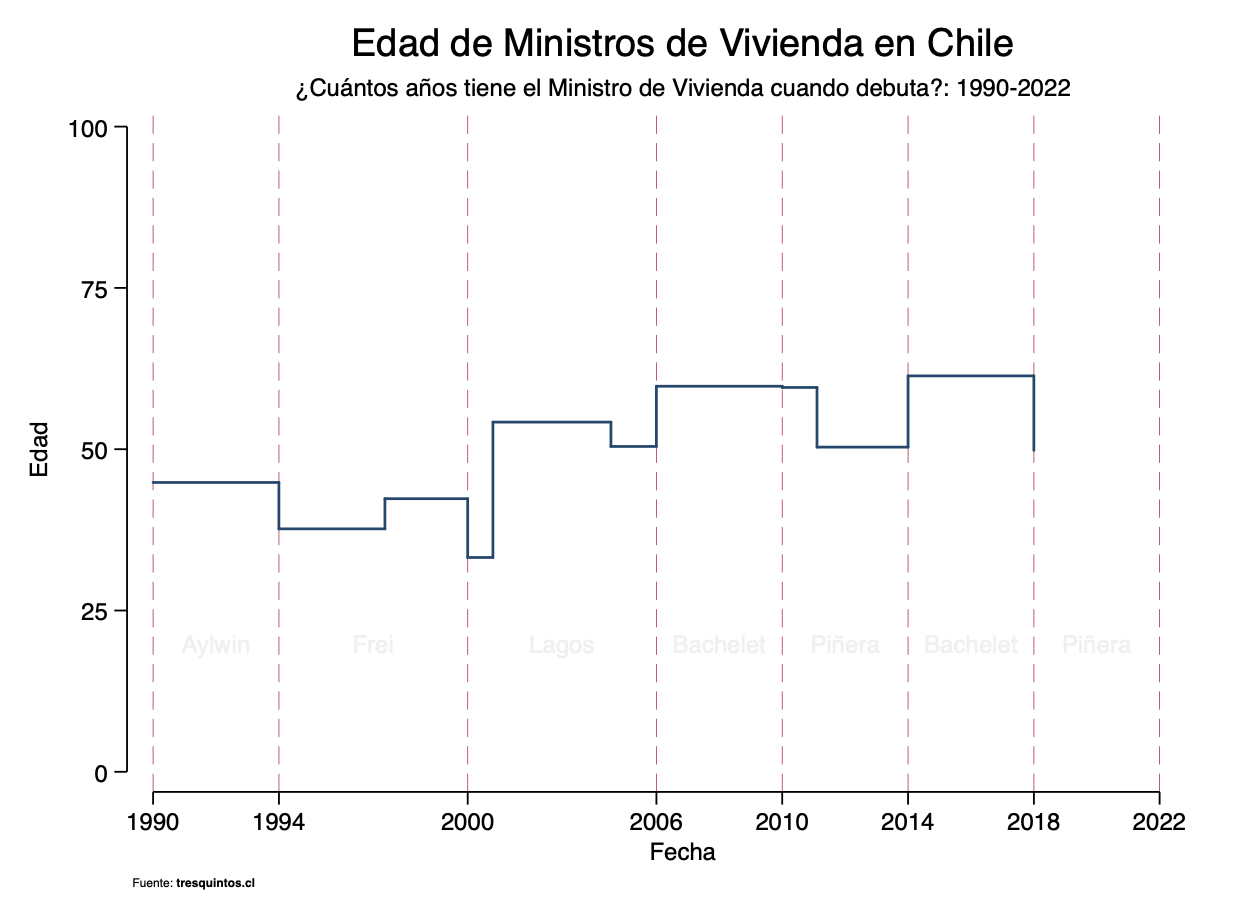 Edad de Ministros de Vivienda en Chile
¿Cuántos años tiene el Ministro de Vivienda cuando debuta?: 1990-2022
100
75
50
25
0
Edad
Aylwin Frei Lagos Bachelet Piñera Bachelet Piñera
1990 1994 2000 2006 2010 2014 2018 2022
Fecha
Fuente: tresquintos.cl